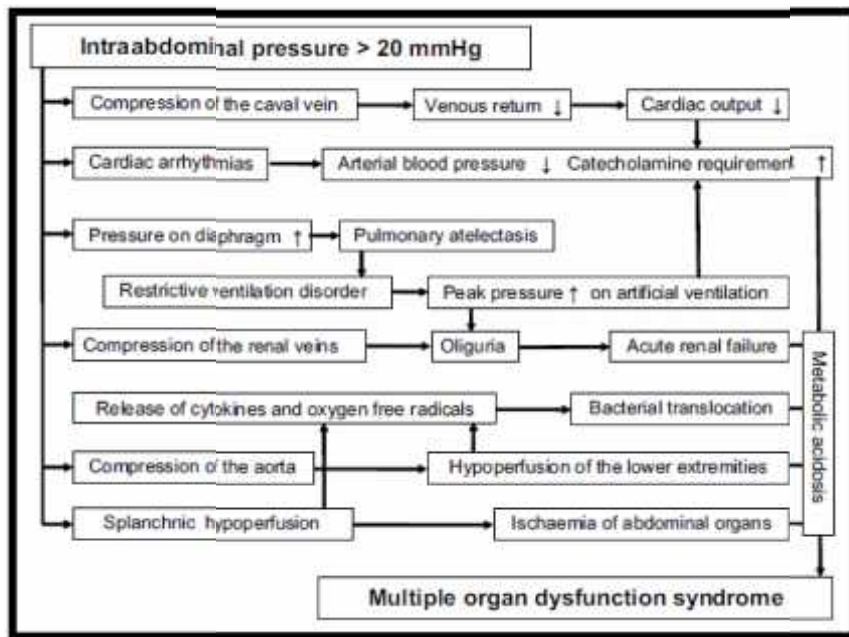 Intraabdominal pressure > 20 mmHg
Compression of the caval vein
Venous return ↓
Cardiac output ↓
Cardiac arrhythmias
Arterial blood pressure ↓ Catecholamine requirement ↑
Pressure on diaphragm ↑
Pulmonary atelectasis
Restrictive ventilation disorder
Peak pressure ↑ on artificial ventilation
Compression of the renal veins
Oliguria
Acute renal failure
Metabolic acidosis
Release of cytokines and oxygen free radicals
Bacterial translocation
Compression of the aorta
Hypoperfusion of the lower extremities
Splanchnic hypoperfusion
Ischaemia of abdominal organs
Multiple organ dysfunction syndrome